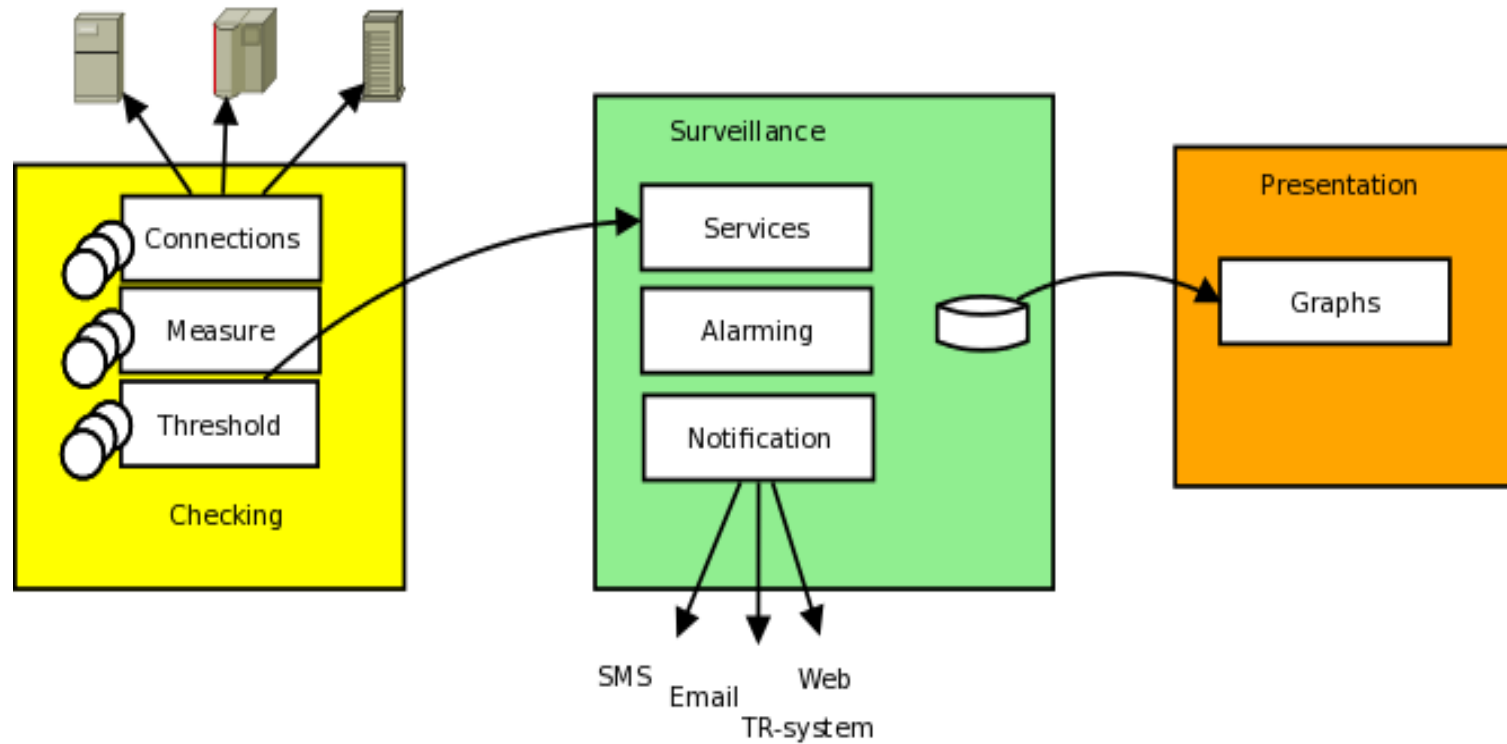 Connections
Measure
Threshold
Checking
Surveillance
Services
Alarming
Notification
SMS
Email
Web
TR-system
Presentation
Graphs